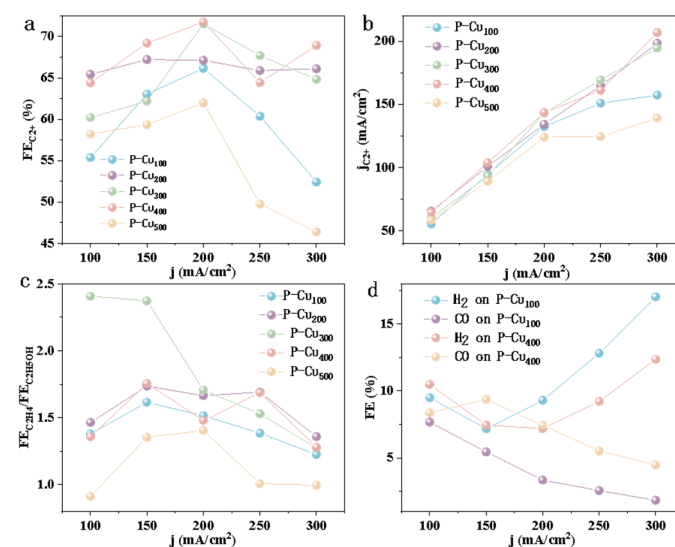 a
FE_C2+ (%)
70
65
60
55
50
45
P-Cu100
P-Cu200
P-Cu300
P-Cu400
P-Cu500
100 150 200 250 300
j (mA/cm²)
b
j_C2+ (mA/cm²)
200
150
100
50
P-Cu100
P-Cu200
P-Cu300
P-Cu400
P-Cu500
100 150 200 250 300
j (mA/cm²)
c
FE_C2H4/FE_C2H5OH
2.5
2.0
1.5
1.0
P-Cu100
P-Cu200
P-Cu300
P-Cu400
P-Cu500
100 150 200 250 300
j (mA/cm²)
d
FE (%)
15
10
5
H2 on P-Cu100
CO on P-Cu100
H2 on P-Cu400
CO on P-Cu400
100 150 200 250 300
j (mA/cm²)